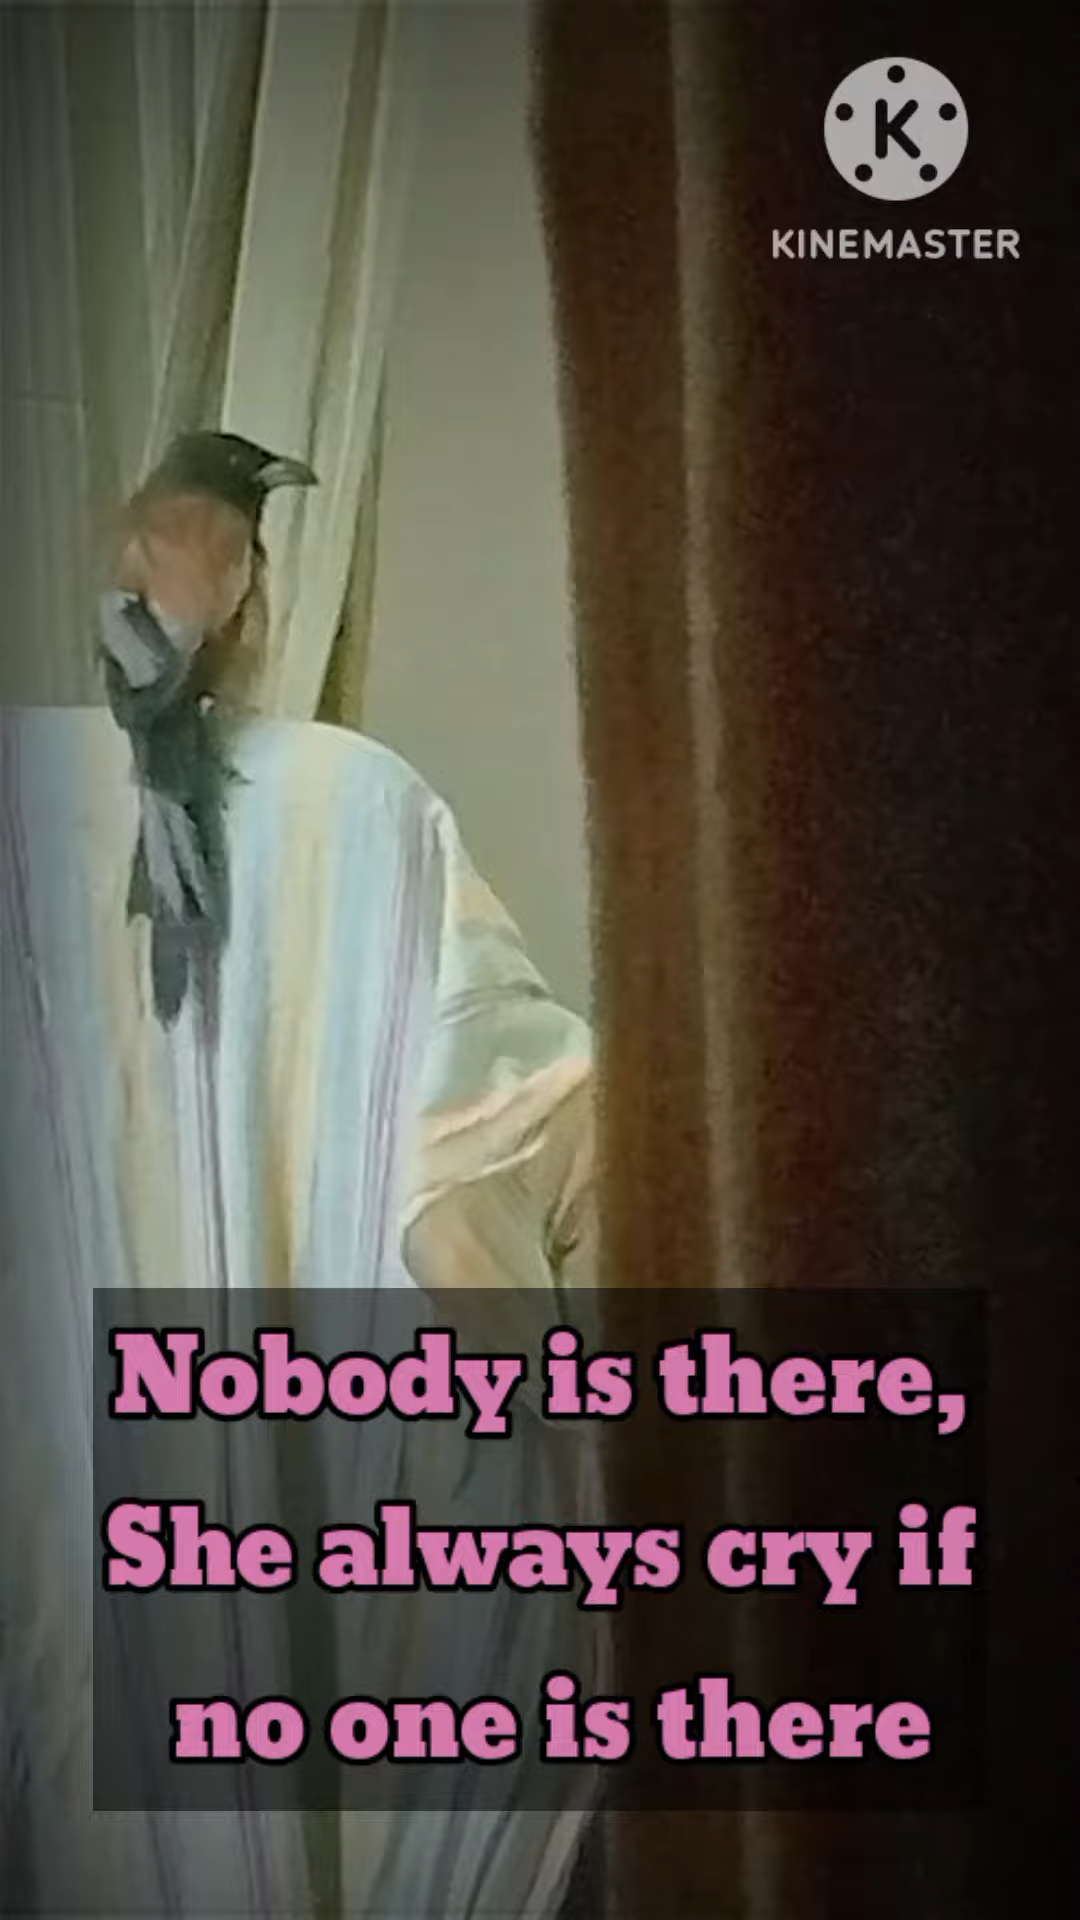 KINEMASTER
Nobody is there,
She always cry if
no one is there